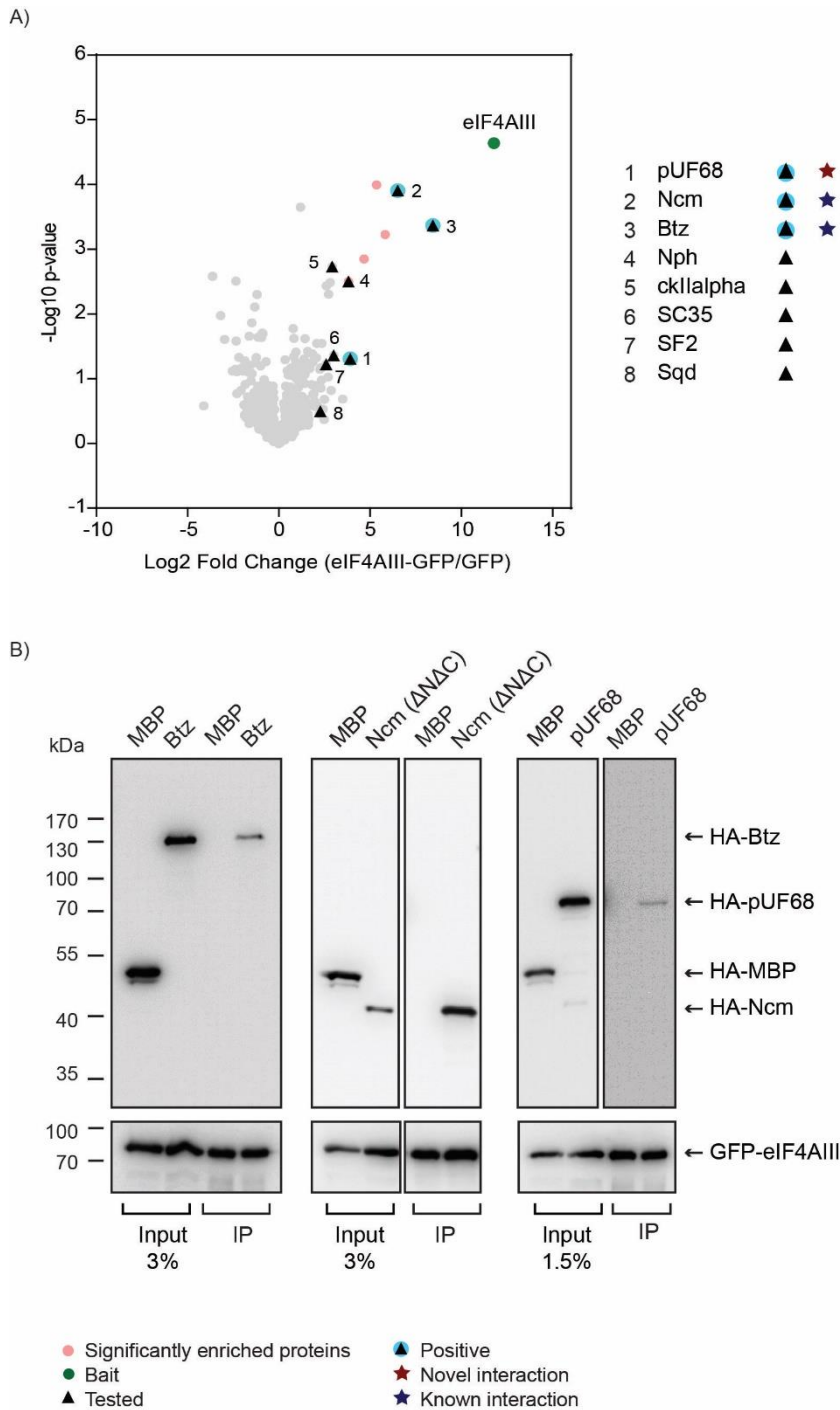 A)
6
5
4
3
2
1
0
-1
-10
-5
0
5
10
15
-Log10 p-value
Log2 Fold Change (eIF4AIII-GFP/GFP)
eIF4AIII
2
3
5
4
6
1
7
8
1 pUF68
2 Ncm
3 Btz
4 Nph
5 ckIIalpha
6 SC35
7 SF2
8 Sqd
B)
kDa
MBP Btz MBP Btz
MBP Ncm (ΔNΔC) MBP Ncm (ΔNΔC)
MBP pUF68 MBP pUF68
170
130
100
70
55
40
35
100
70
← HA-Btz
← HA-pUF68
← HA-MBP
← HA-Ncm
← GFP-eIF4AIII
Input IP Input IP Input IP
3% 3% 1.5%
Significantly enriched proteins
Bait
Tested
Positive
Novel interaction
Known interaction